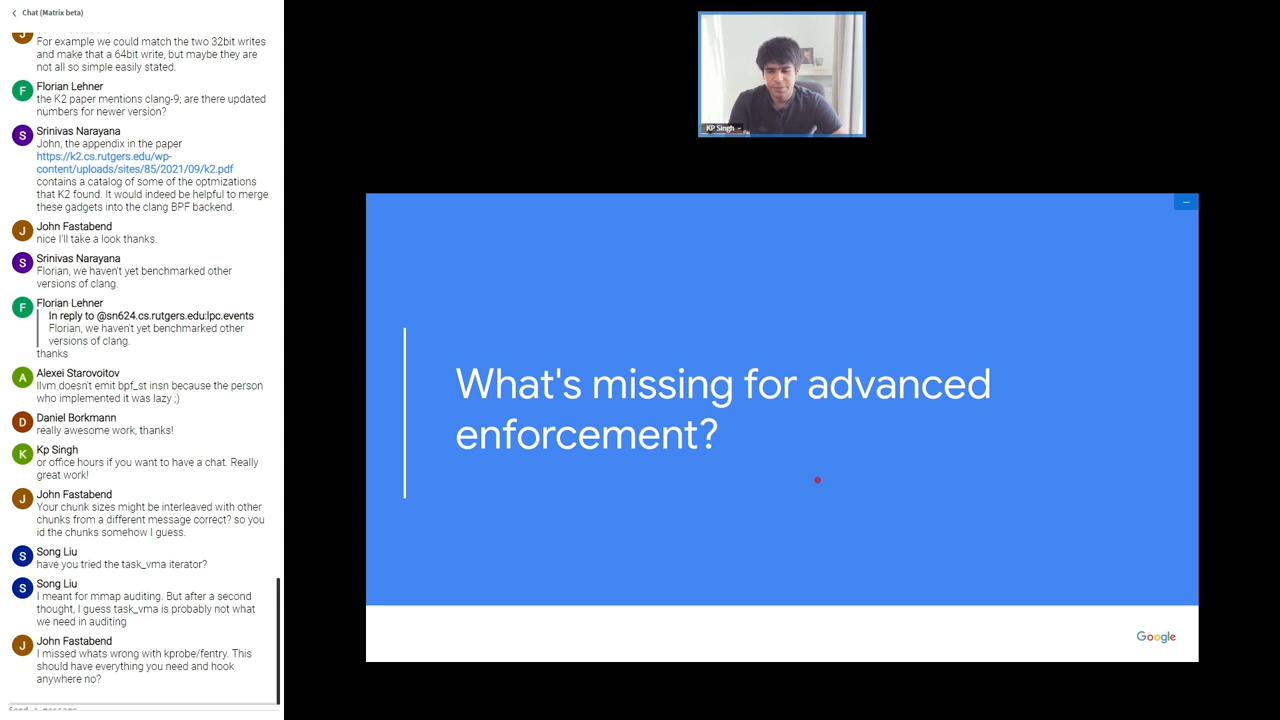 Chat (Matrix beta)
For example we could match the two 32bit writes
and make that a 64bit write, but maybe they are
not all so simple easily stated.
F
Florian Lehner
the K2 paper mentions clang-9; are there updated
numbers for newer version?
S
Srinivas Narayana
John, the appendix in the paper
https://k2.cs.rutgers.edu/wp-
content/uploads/sites/85/2021/09/k2.pdf
contains a catalog of some of the optmizations
that K2 found. It would indeed be helpful to merge
these gadgets into the clang BPF backend.
J
John Fastabend
nice I'll take a look thanks.
S
Srinivas Narayana
Florian, we haven't yet benchmarked other
versions of clang.
F
Florian Lehner
In reply to @sn624.cs.rutgers.edu:lpc.events
Florian, we haven't yet benchmarked other
versions of clang.
thanks
A
Alexei Starovoitov
llvm doesn't emit bpf_st insn because the person
who implemented it was lazy ;)
D
Daniel Borkmann
really awesome work, thanks!
K
Kp Singh
or office hours if you want to have a chat. Really
great work!
J
John Fastabend
Your chunk sizes might be interleaved with other
chunks from a different message correct? so you
id the chunks somehow I guess.
S
Song Liu
have you tried the task_vma iterator?
S
Song Liu
I meant for mmap auditing. But after a second
thought, I guess task_vma is probably not what
we need in auditing
J
John Fastabend
I missed whats wrong with kprobe/fentry. This
should have everything you need and hook
anywhere no?
Send a message
KP Singh
What's missing for advanced
enforcement?
Google